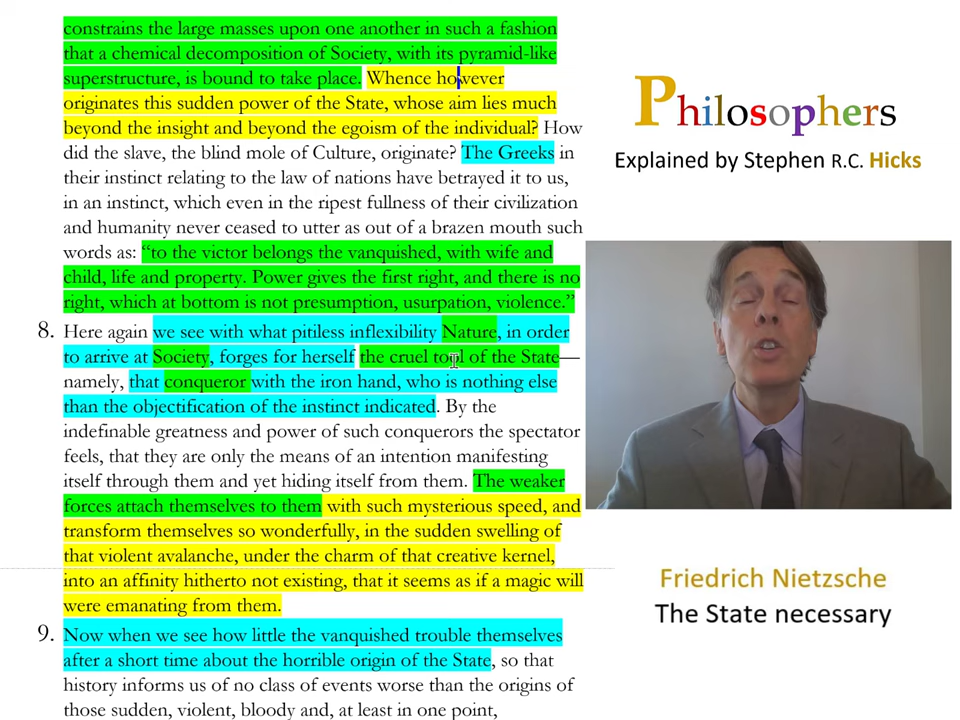 constrains the large masses upon one another in such a fashion
that a chemical decomposition of Society, with its pyramid-like
superstructure, is bound to take place. Whence however
originates this sudden power of the State, whose aim lies much
beyond the insight and beyond the egoism of the individual? How
did the slave, the blind mole of Culture, originate? The Greeks in
their instinct relating to the law of nations have betrayed it to us,
in an instinct, which even in the ripest fullness of their civilization
and humanity never ceased to utter as out of a brazen mouth such
words as: “to the victor belongs the vanquished, with wife and
child, life and property. Power gives the first right, and there is no
right, which at bottom is not presumption, usurpation, violence.”
8. Here again we see with what pitiless inflexibility Nature, in order
to arrive at Society, forges for herself the cruel tool of the State—
namely, that conqueror with the iron hand, who is nothing else
than the objectification of the instinct indicated. By the
indefinable greatness and power of such conquerors the spectator
feels, that they are only the means of an intention manifesting
itself through them and yet hiding itself from them. The weaker
forces attach themselves to them with such mysterious speed, and
transform themselves so wonderfully, in the sudden swelling of
that violent avalanche, under the charm of that creative kernel,
into an affinity hitherto not existing, that it seems as if a magic will
were emanating from them.
9. Now when we see how little the vanquished trouble themselves
after a short time about the horrible origin of the State, so that
history informs us of no class of events worse than the origins of
those sudden, violent, bloody and, at least in one point,
Philosophers
Explained by Stephen R.C. Hicks
Friedrich Nietzsche
The State necessary